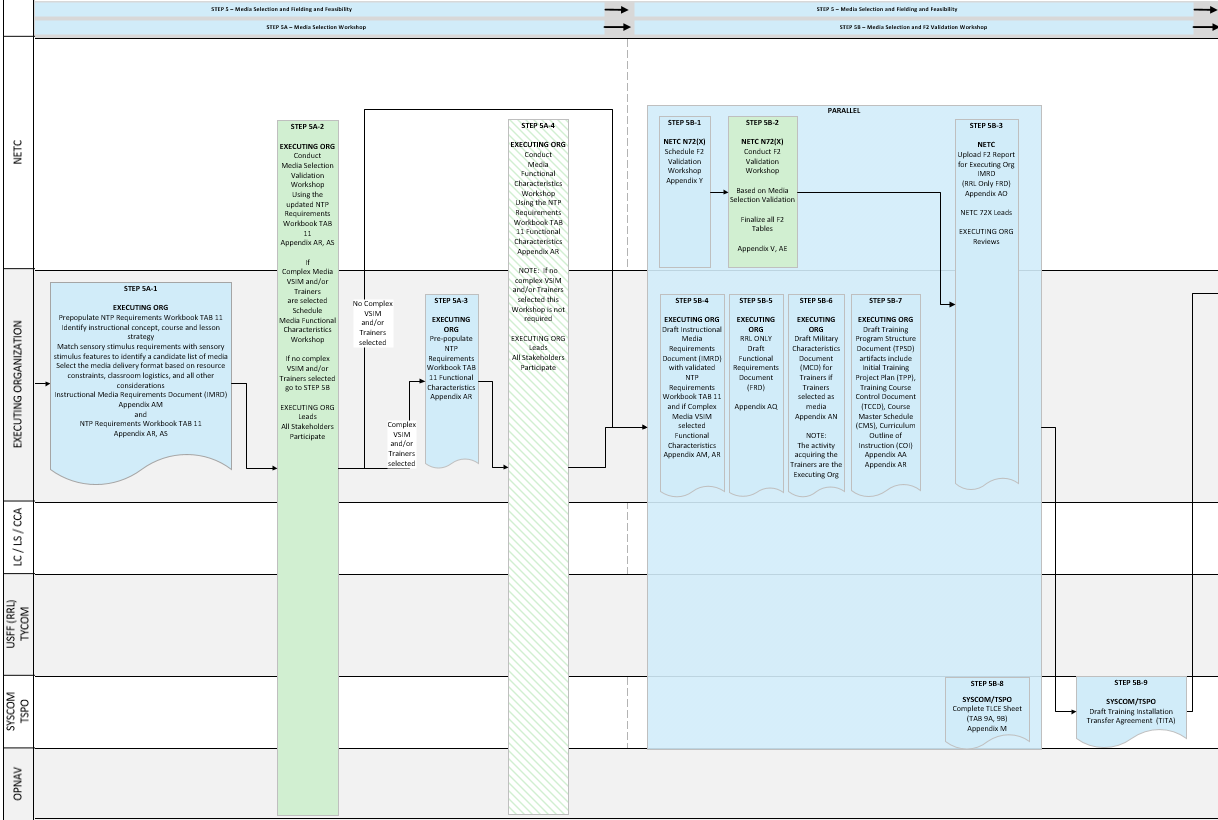 STEP 5 – Media Selection and Fielding and Feasibility
STEP 5 – Media Selection and Fielding and Feasibility
STEP 5A – Media Selection Workshop
STEP 5B – Media Selection and F2 Validation Workshop
NETC
EXECUTING ORGANIZATION
LC / LS / CCA
USFF (RRL)
TYCOM
SYSCOM
TSPO
OPNAV
STEP 5A-1
EXECUTING ORG
Prepopulate NTP Requirements Workbook TAB 11
Identify instructional concept, course and lesson
strategy
Match sensory stimulus requirements with sensory
stimulus features to identify a candidate list of media
Select the media delivery format based on resource
constraints, classroom logistics, and all other
considerations
Instructional Media Requirements Document (IMRD)
Appendix AM
and
NTP Requirements Workbook TAB 11
Appendix AR, AS
STEP 5A-2
EXECUTING ORG
Conduct
Media Selection
Validation
Workshop
Using the
updated NTP
Requirements
Workbook TAB
11
Appendix AR, AS
If
Complex Media
VSIM and/or
Trainers
are selected
Schedule
Media Functional
Characteristics
Workshop
If no complex
VSIM and/or
Trainers selected
go to STEP 5B
EXECUTING ORG
Leads
All Stakeholders
Participate
No Complex
VSIM
and/or
Trainers
selected
Complex
VSIM
and/or
Trainers
selected
STEP 5A-3
EXECUTING
ORG
Pre-populate
NTP
Requirements
Workbook TAB
11 Functional
Characteristics
Appendix AR
STEP 5A-4
EXECUTING ORG
Conduct
Media
Functional
Characteristics
Workshop
Using the NTP
Requirements
Workbook TAB
11 Functional
Characteristics
Appendix AR
NOTE: If no
complex VSIM
and/or Trainers
selected this
Workshop is not
required
EXECUTING ORG
Leads
All Stakeholders
Participate
PARALLEL
STEP 5B-1
NETC N72(X)
Schedule F2
Validation
Workshop
Appendix Y
STEP 5B-2
NETC N72(X)
Conduct F2
Validation
Workshop
Based on Media
Selection Validation
Finalize all F2
Tables
Appendix V, AE
STEP 5B-3
NETC
Upload F2 Report
for Executing Org
IMRD
(RRL Only FRD)
Appendix AO
NETC 72X Leads
EXECUTING ORG
Reviews
STEP 5B-4
EXECUTING ORG
Draft Instructional
Media
Requirements
Document (IMRD)
with validated
NTP
Requirements
Workbook TAB 11
and if Complex
Media VSIM
selected
Functional
Characteristics
Appendix AM, AR
STEP 5B-5
EXECUTING
ORG
RRL ONLY
Draft
Functional
Requirements
Document
(FRD)
Appendix AQ
STEP 5B-6
EXECUTING
ORG
Draft Military
Characteristics
Document
(MCD) for
Trainers if
Trainers
selected as
media
Appendix AN
NOTE:
The activity
acquiring the
Trainers are the
Executing Org
STEP 5B-7
EXECUTING ORG
Draft Training
Program Structure
Document (TPSD)
artifacts include
Initial Training
Project Plan (TPP),
Training Course
Control Document
(TCCD), Course
Master Schedule
(CMS), Curriculum
Outline of
Instruction (COI)
Appendix AA
Appendix AR
STEP 5B-8
SYSCOM/TSPO
Complete TLCE Sheet
(TAB 9A, 9B)
Appendix M
STEP 5B-9
SYSCOM/TSPO
Draft Training Installation
Transfer Agreement (TITA)